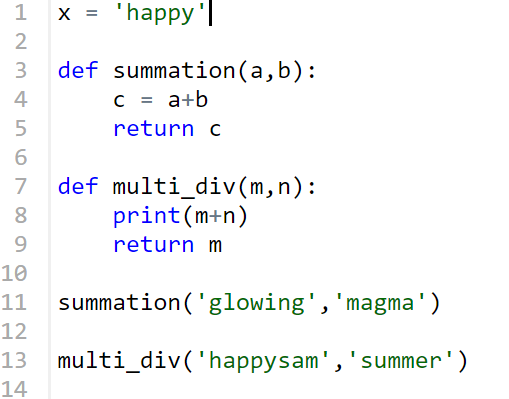 1 x = 'happy'
2
3 def summation(a,b):
4     c = a+b
5     return c
6
7 def multi_div(m,n):
8     print(m+n)
9     return m
10
11 summation('glowing','magma')
12
13 multi_div('happysam','summer')
14